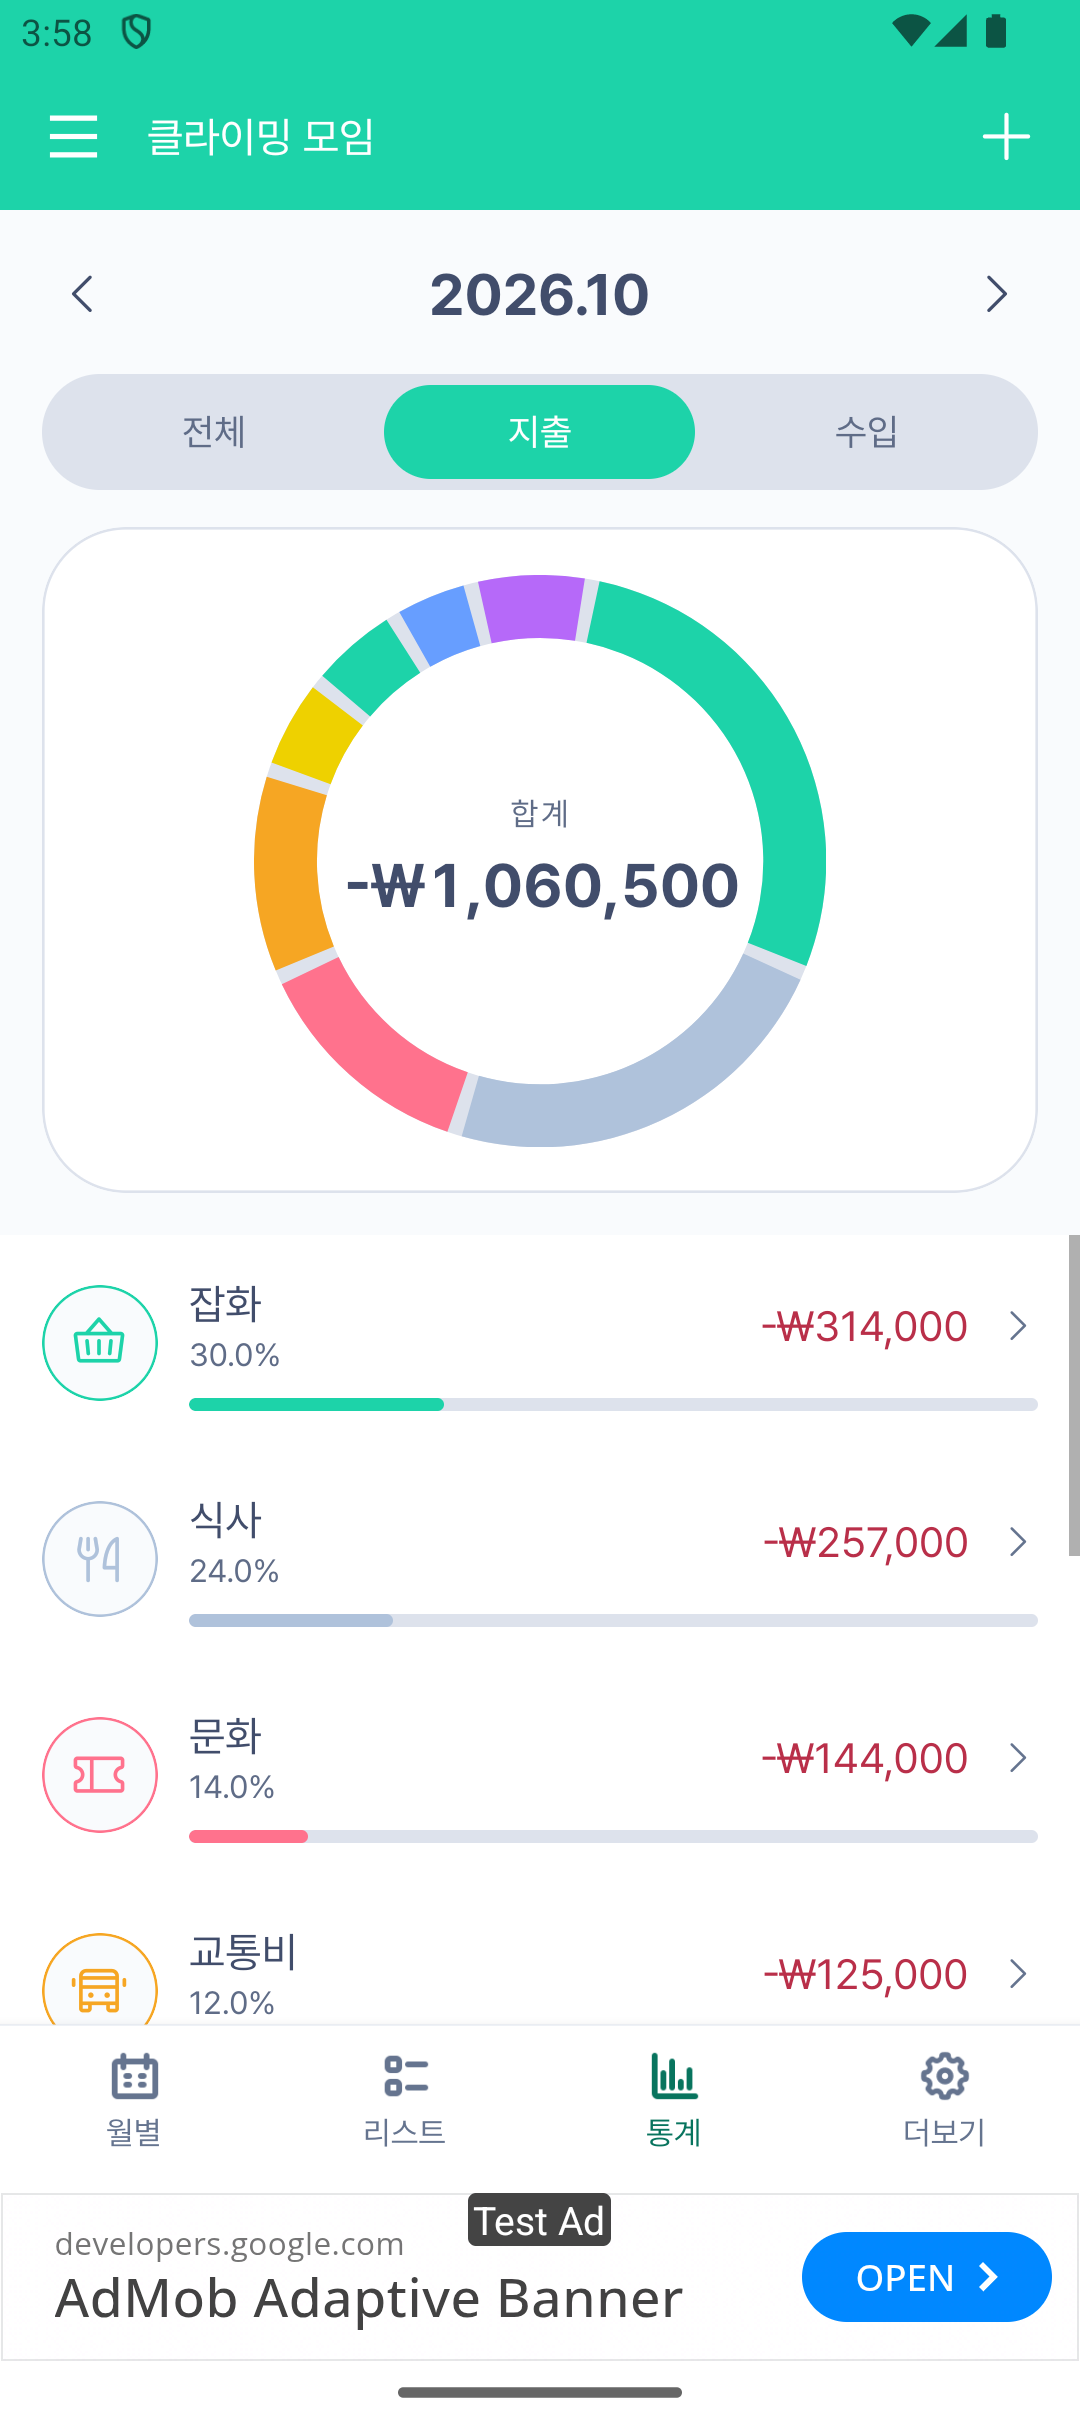 3:58
클라이밍 모임
2026.10
전체 지출 수입
합계
-₩1,060,500
잡화
30.0%
-₩314,000
식사
24.0%
-₩257,000
문화
14.0%
-₩144,000
교통비
12.0%
-₩125,000
월별 리스트 통계 더보기
Test Ad
developers.google.com
AdMob Adaptive Banner
OPEN